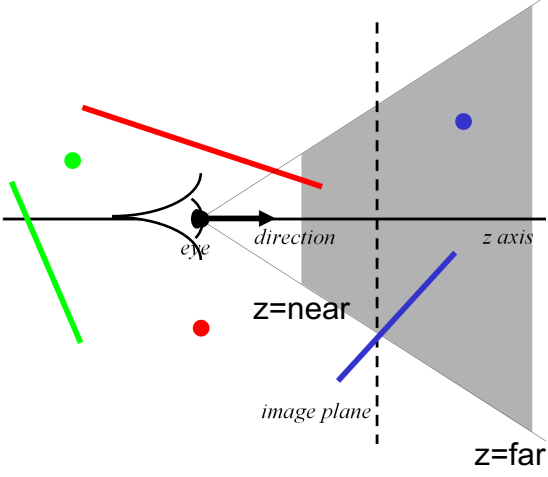 eye
direction
z axis
z=near
image plane
z=far